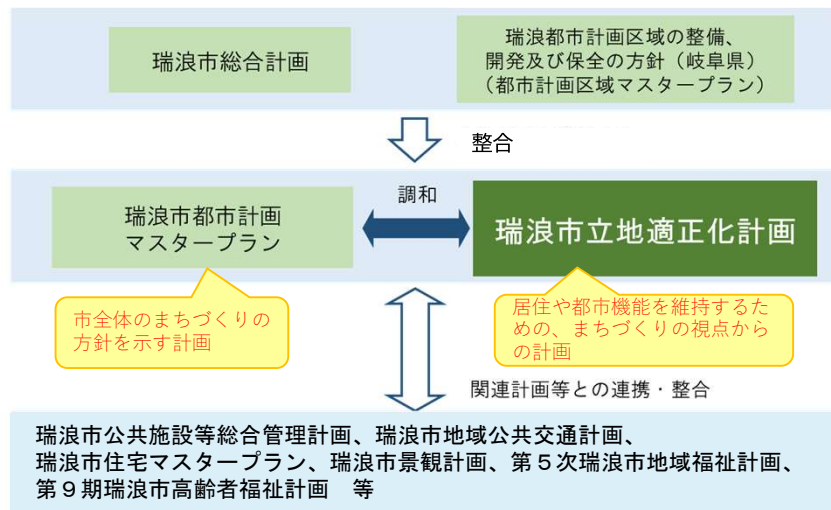 瑞浪市総合計画
瑞浪都市計画区域の整備、
開発及び保全の方針（岐阜県）
（都市計画区域マスタープラン）
整合
瑞浪市都市計画
マスタープラン
調和
瑞浪市立地適正化計画
市全体のまちづくりの
方針を示す計画
居住や都市機能を維持するた
めの、まちづくりの視点から
の計画
関連計画等との連携・整合
瑞浪市公共施設等総合管理計画、瑞浪市地域公共交通計画、
瑞浪市住宅マスタープラン、瑞浪市景観計画、第５次瑞浪市地域福祉計画、
第９期瑞浪市高齢者福祉計画　等